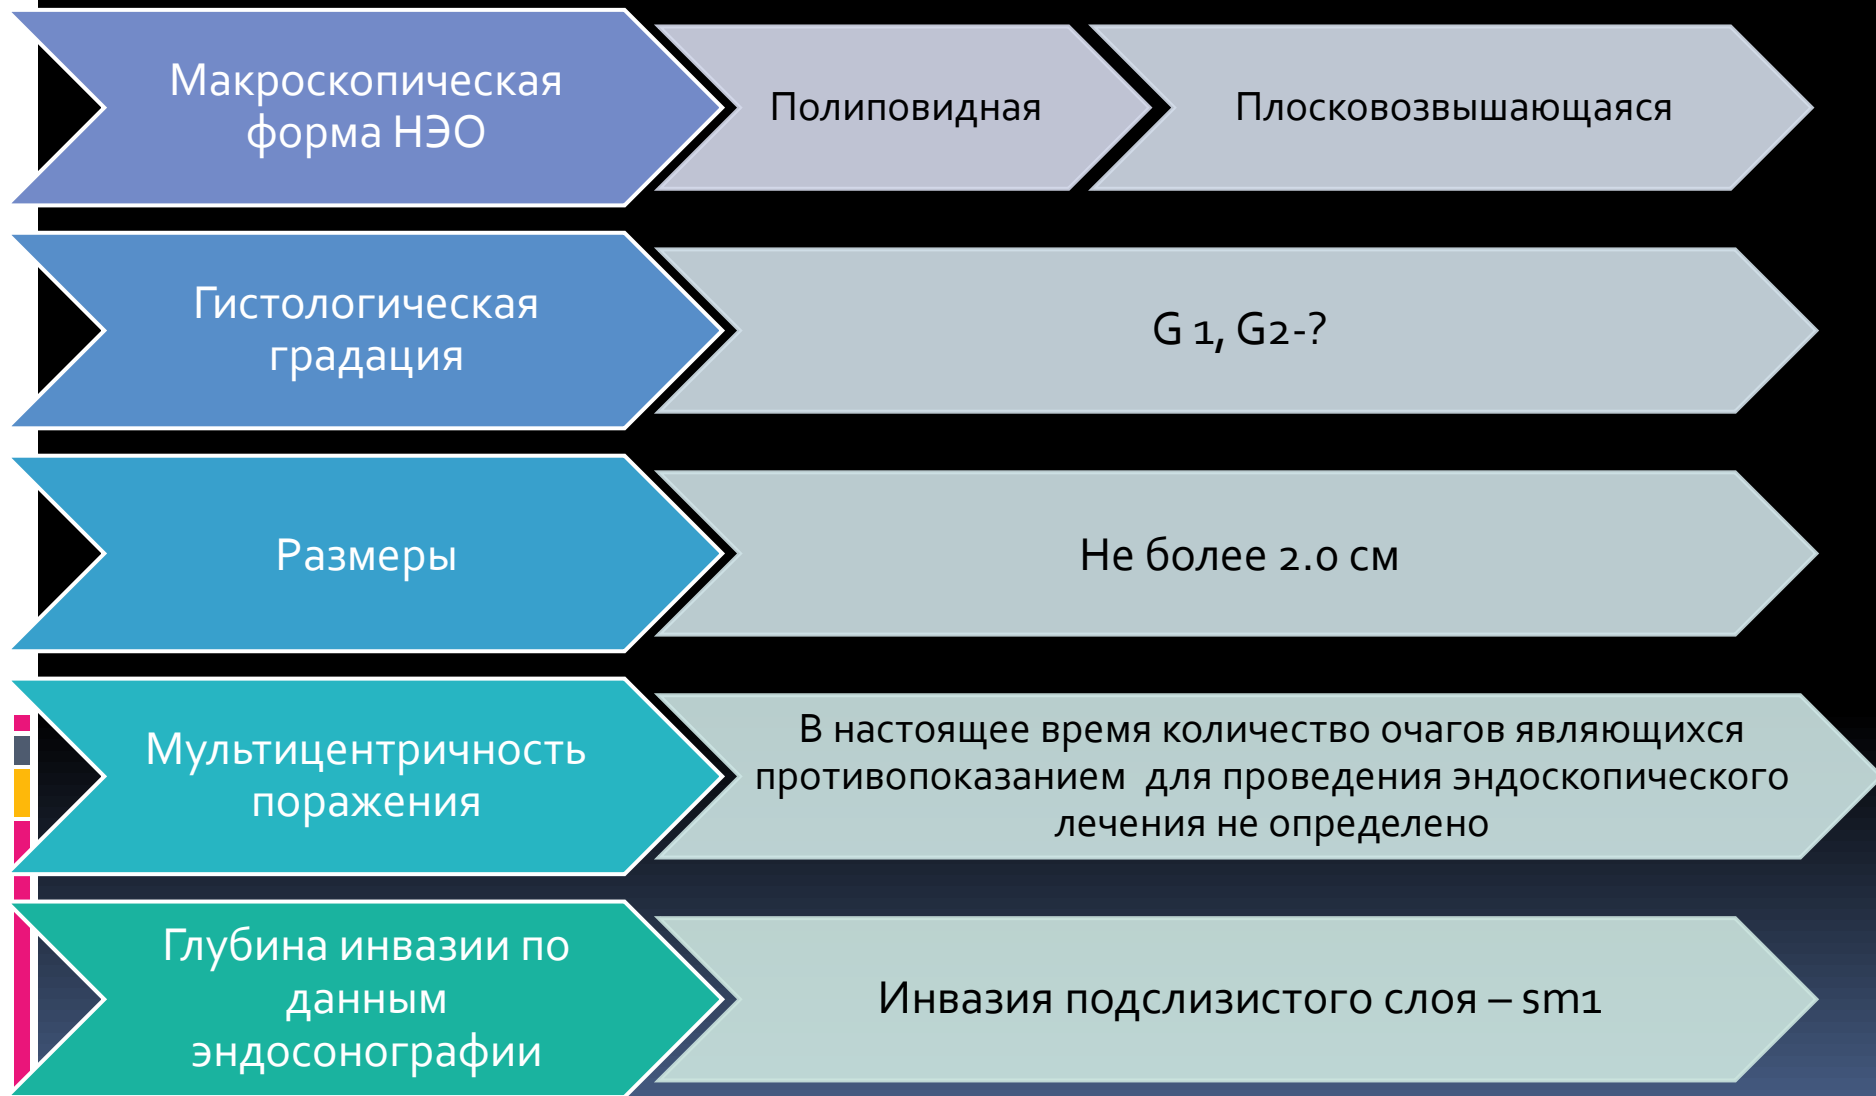 Макроскопическая
форма НЭО
Полиповидная
Плосковозвышающаяся
Гистологическая
градация
G 1, G2-?
Размеры
Не более 2.0 см
Мультицентричность
поражения
В настоящее время количество очагов являющихся
противопоказанием  для проведения эндоскопического
лечения не определено
Глубина инвазии по
данным
эндосонографии
Инвазия подслизистого слоя – sm1